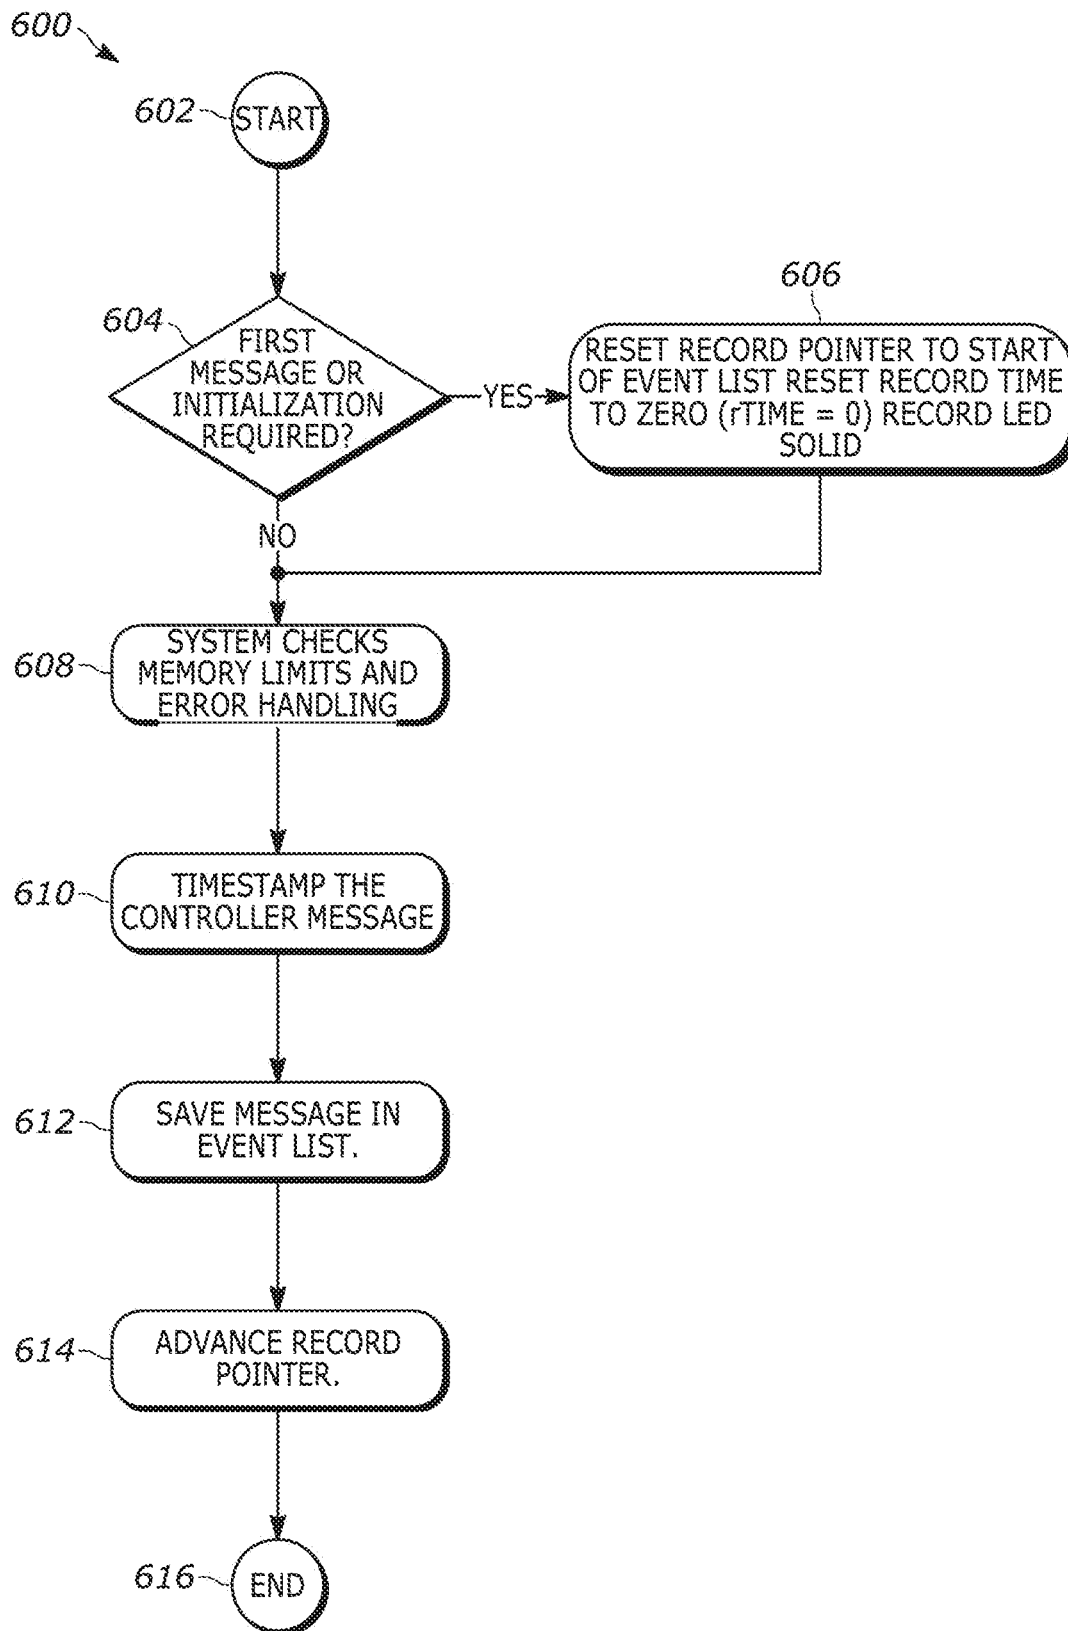 600
602
START
606
604
FIRST
MESSAGE OR
INITIALIZATION
REQUIRED?
YES
RESET RECORD POINTER TO START
OF EVENT LIST RESET RECORD TIME
TO ZERO (rTIME = 0) RECORD LED
SOLID
NO
608
SYSTEM CHECKS
MEMORY LIMITS AND
ERROR HANDLING
610
TIMESTAMP THE
CONTROLLER MESSAGE
612
SAVE MESSAGE IN
EVENT LIST.
614
ADVANCE RECORD
POINTER.
616
END